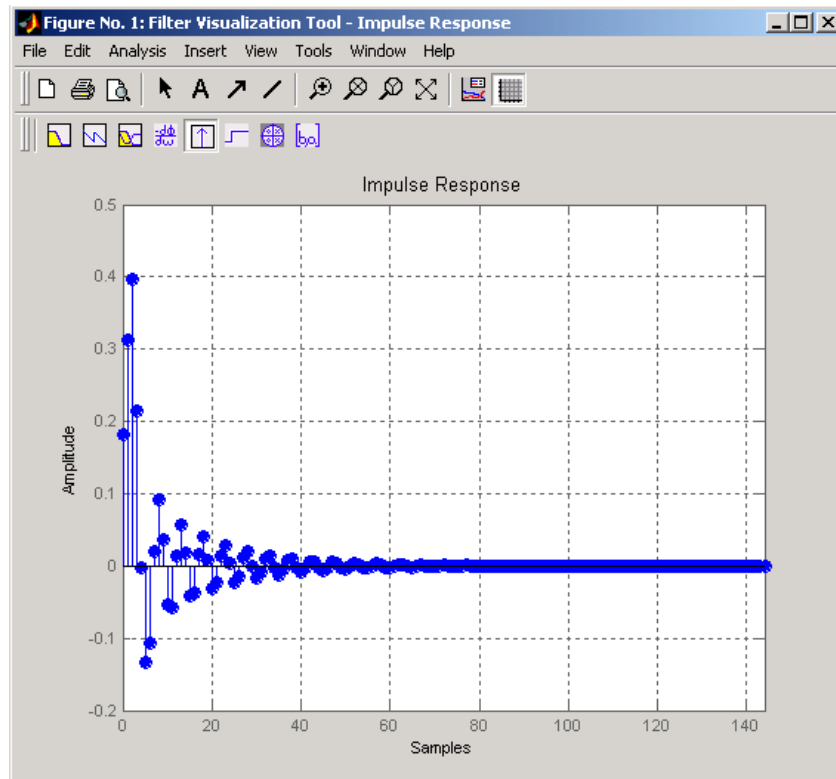 Figure No. 1: Filter Visualization Tool - Impulse Response
File Edit Analysis Insert View Tools Window Help
A
[b,a]
Impulse Response
0.5
0.4
0.3
0.2
0.1
0
-0.1
-0.2
Amplitude
0 20 40 60 80 100 120 140
Samples